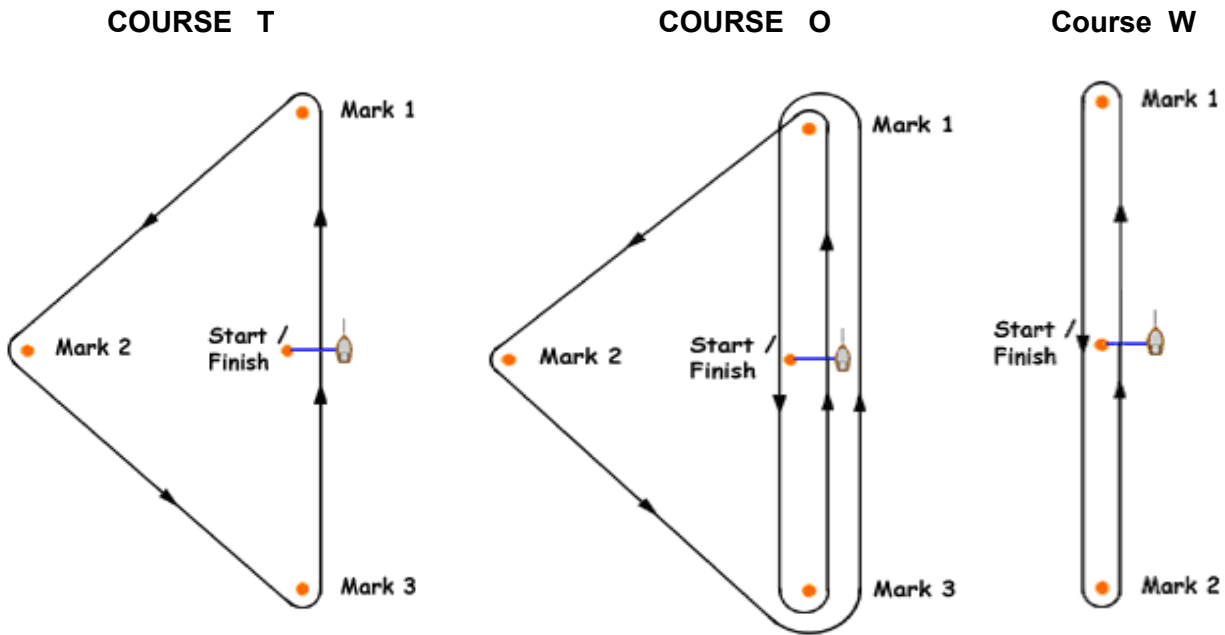 COURSE T
Mark 1
Mark 2
Start /
Finish
Mark 3
COURSE O
Mark 1
Mark 2
Start /
Finish
Mark 3
Course W
Mark 1
Start /
Finish
Mark 2